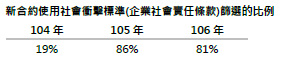 新合約使用社會衝擊標準(企業社會責任條款)篩選的比例
104 年 105 年 106 年
19% 86% 81%